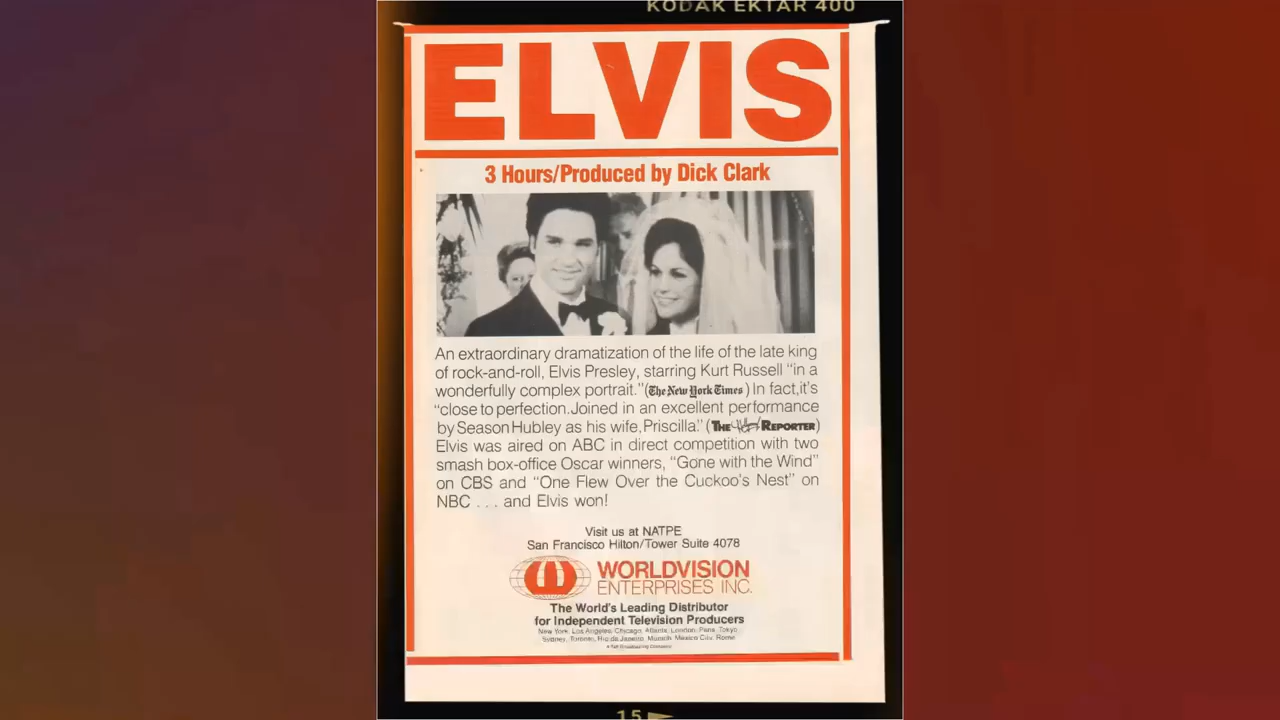 KODAK EKTAR 400
ELVIS
3 Hours/Produced by Dick Clark
An extraordinary dramatization of the life of the late king
of rock-and-roll, Elvis Presley, starring Kurt Russell "in a
wonderfully complex portrait."(The New York Times) In fact,it's
"close to perfection.Joined in an excellent performance
by Season Hubley as his wife,Priscilla." (THE REPORTER)
Elvis was aired on ABC in direct competition with two
smash box-office Oscar winners, "Gone with the Wind"
on CBS and "One Flew Over the Cuckoo's Nest" on
NBC . . . and Elvis won!
Visit us at NATPE
San Francisco Hilton/Tower Suite 4078
WORLDVISION
ENTERPRISES INC.
The World's Leading Distributor
for Independent Television Producers
New York, Los Angeles, Chicago, Atlanta, London, Paris, Tokyo,
Sydney, Toronto, Rio de Janeiro, Munich, Mexico City, Rome
15